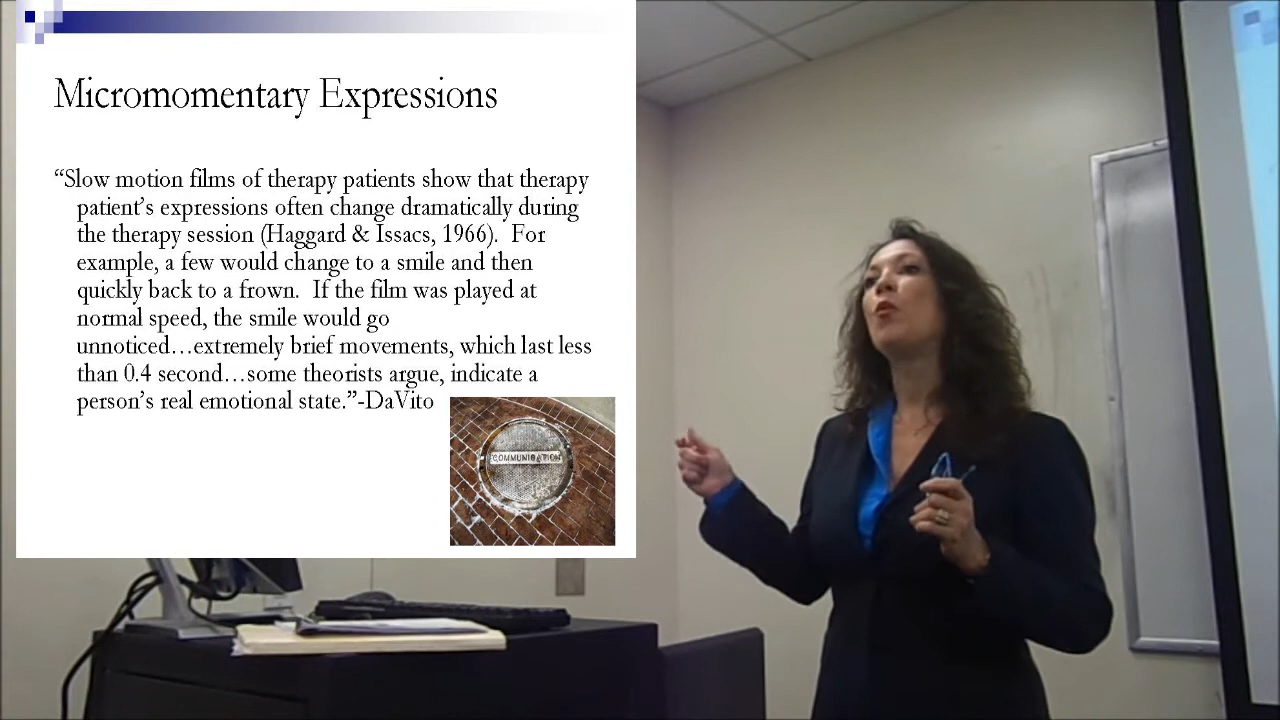 Micromomentary Expressions
“Slow motion films of therapy patients show that therapy
patient’s expressions often change dramatically during
the therapy session (Haggard & Issacs, 1966).  For
example, a few would change to a smile and then
quickly back to a frown.  If the film was played at
normal speed, the smile would go
unnoticed…extremely brief movements, which last less
than 0.4 second…some theorists argue, indicate a
person’s real emotional state.”-DaVito
COMMUNICATION